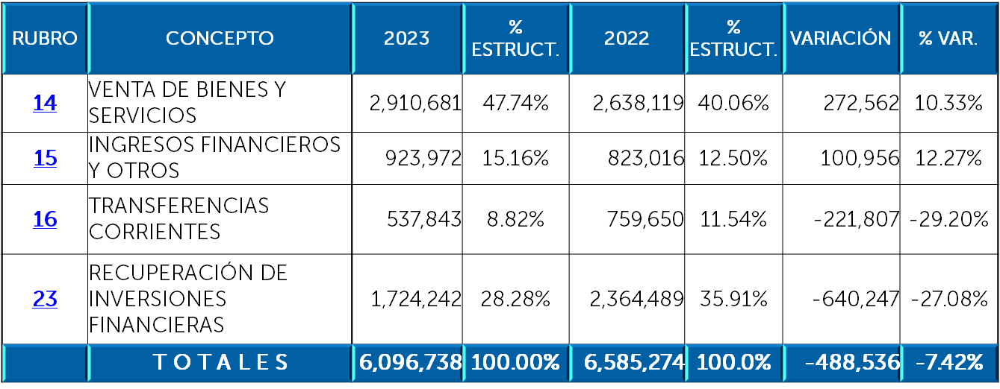 RUBRO CONCEPTO 2023 % ESTRUCT. 2022 % ESTRUCT. VARIACIÓN % VAR.
14 VENTA DE BIENES Y SERVICIOS 2,910,681 47.74% 2,638,119 40.06% 272,562 10.33%
15 INGRESOS FINANCIEROS Y OTROS 923,972 15.16% 823,016 12.50% 100,956 12.27%
16 TRANSFERENCIAS CORRIENTES 537,843 8.82% 759,650 11.54% -221,807 -29.20%
23 RECUPERACIÓN DE INVERSIONES FINANCIERAS 1,724,242 28.28% 2,364,489 35.91% -640,247 -27.08%
T O T A L E S 6,096,738 100.00% 6,585,274 100.0% -488,536 -7.42%